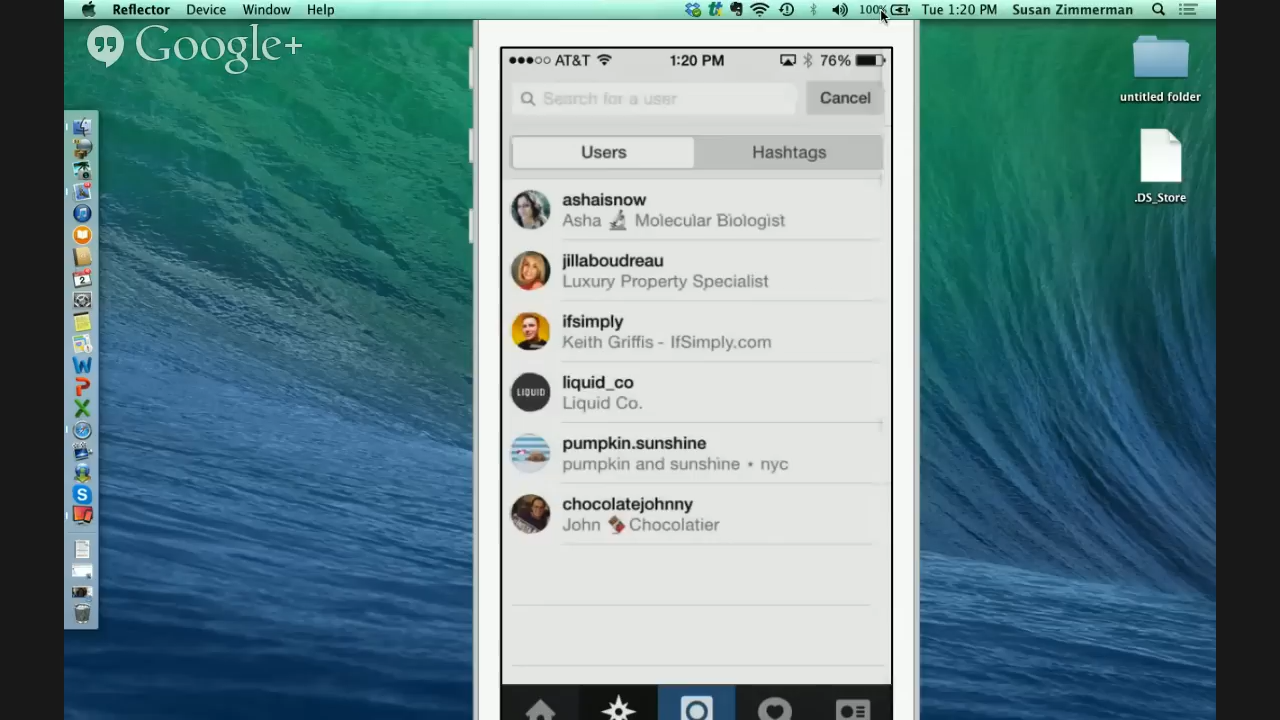 Reflector Device Window Help
100% Tue 1:20 PM Susan Zimmerman
Google+
untitled folder
.DS_Store
AT&T 1:20 PM 76%
Search for a user Cancel
Users Hashtags
ashaisnow
Asha Molecular Biologist
jillaboudreau
Luxury Property Specialist
ifsimply
Keith Griffis - IfSimply.com
LIQUID
liquid_co
Liquid Co.
pumpkin.sunshine
pumpkin and sunshine • nyc
chocolatejohnny
John Chocolatier